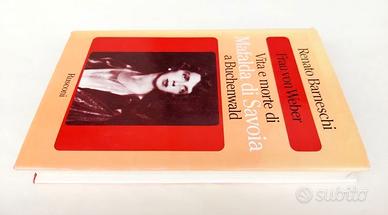 Renato Barneschi
Frau von Weber
Vita e morte di
Mafalda di Savoia
a Buchenwald
Rusconi
subito